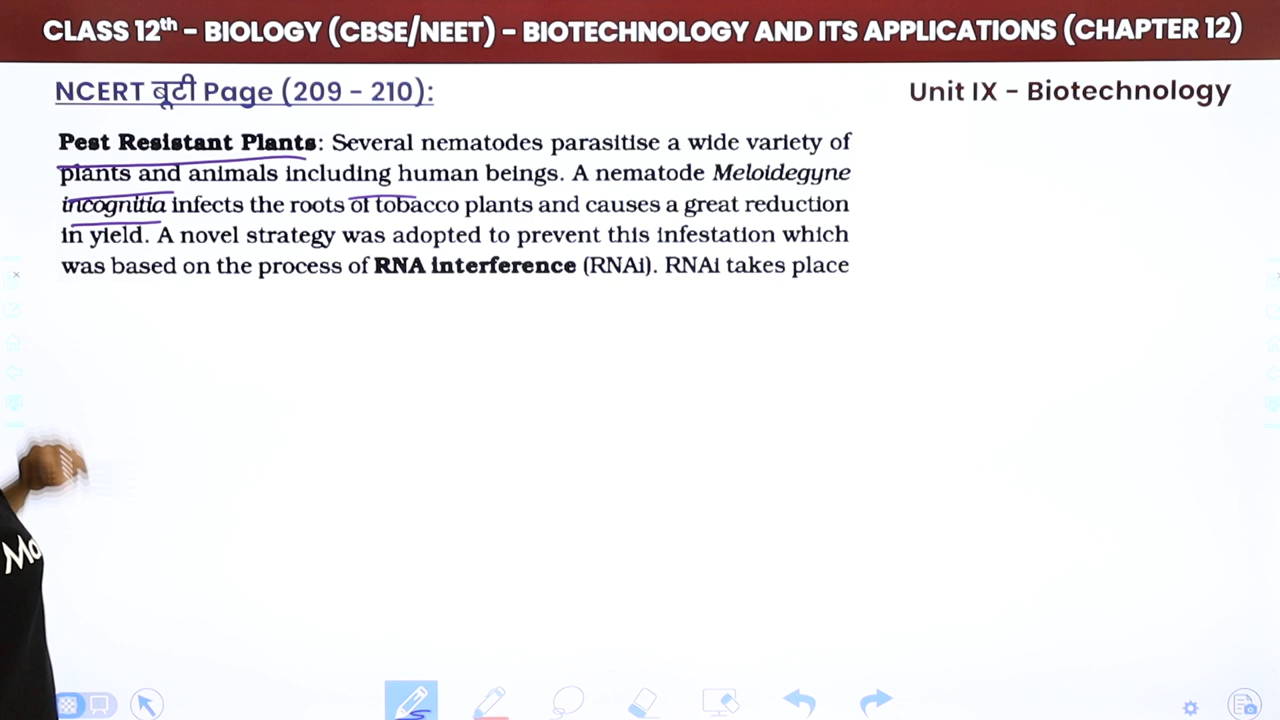 CLASS 12th - BIOLOGY (CBSE/NEET) - BIOTECHNOLOGY AND ITS APPLICATIONS (CHAPTER 12)
NCERT बूटी Page (209 - 210):
Unit IX - Biotechnology
Pest Resistant Plants: Several nematodes parasitise a wide variety of
plants and animals including human beings. A nematode Meloidegyne
incognitia infects the roots of tobacco plants and causes a great reduction
in yield. A novel strategy was adopted to prevent this infestation which
was based on the process of RNA interference (RNAi). RNAi takes place